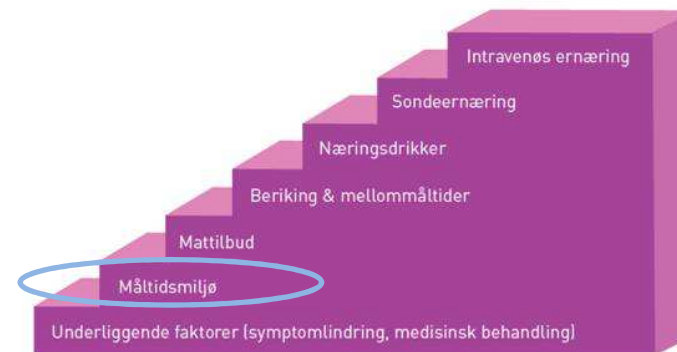 Intravenøs ernæring
Sondeernæring
Næringsdrikker
Beriking & mellommåltider
Mattilbud
Måltidsmiljø
Underliggende faktorer (symptomlindring, medisinsk behandling)